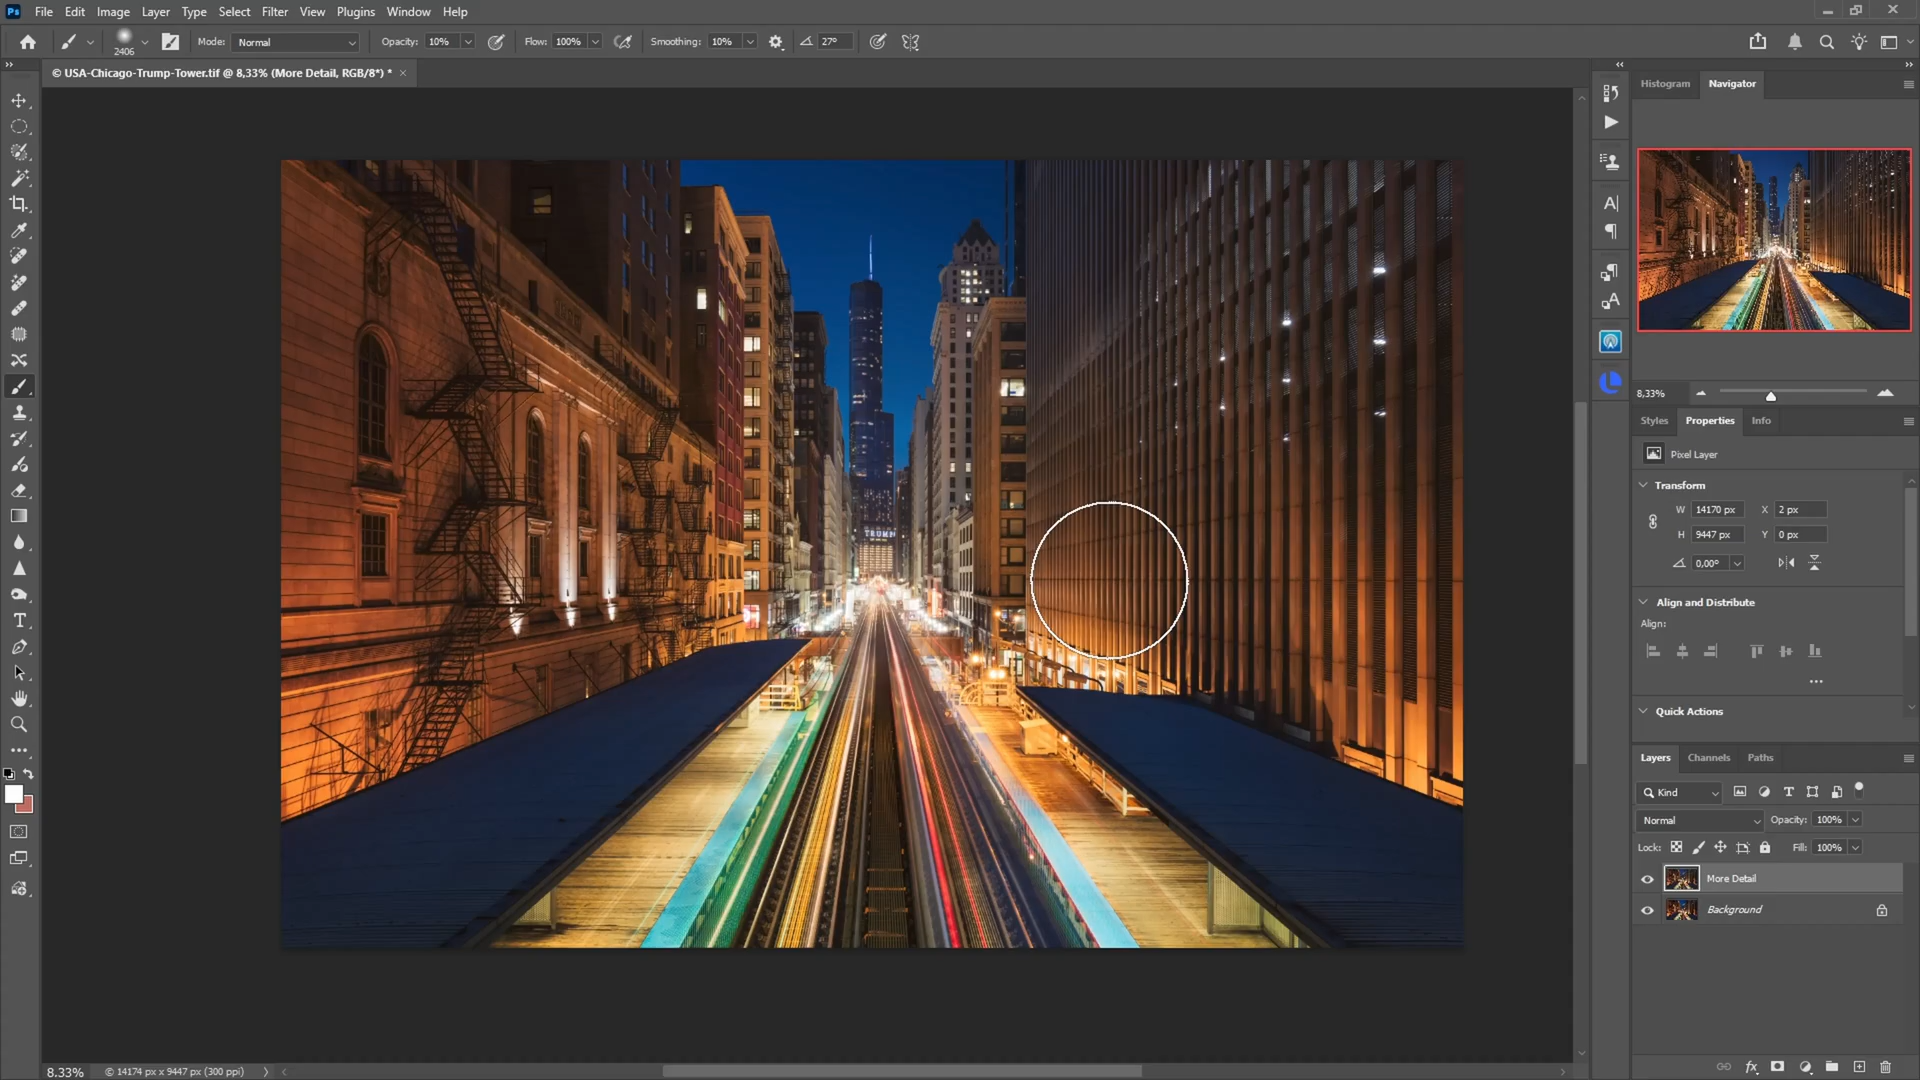 Ps File Edit Image Layer Type Select Filter View Plugins Window Help
2406 Mode: Normal Opacity: 10% Flow: 100% Smoothing: 10% 27°
© USA-Chicago-Trump-Tower.tif @ 8,33% (More Detail, RGB/8*) * ×
Histogram Navigator
TRUMP
8,33%
Styles Properties Info
Pixel Layer
Transform
W 14170 px X 2 px
H 9447 px Y 0 px
0,00°
Align and Distribute
Align:
Quick Actions
Layers Channels Paths
Kind
Normal Opacity: 100%
Lock: Fill: 100%
More Detail
Background
8,33% © 14174 px x 9447 px (300 ppi)